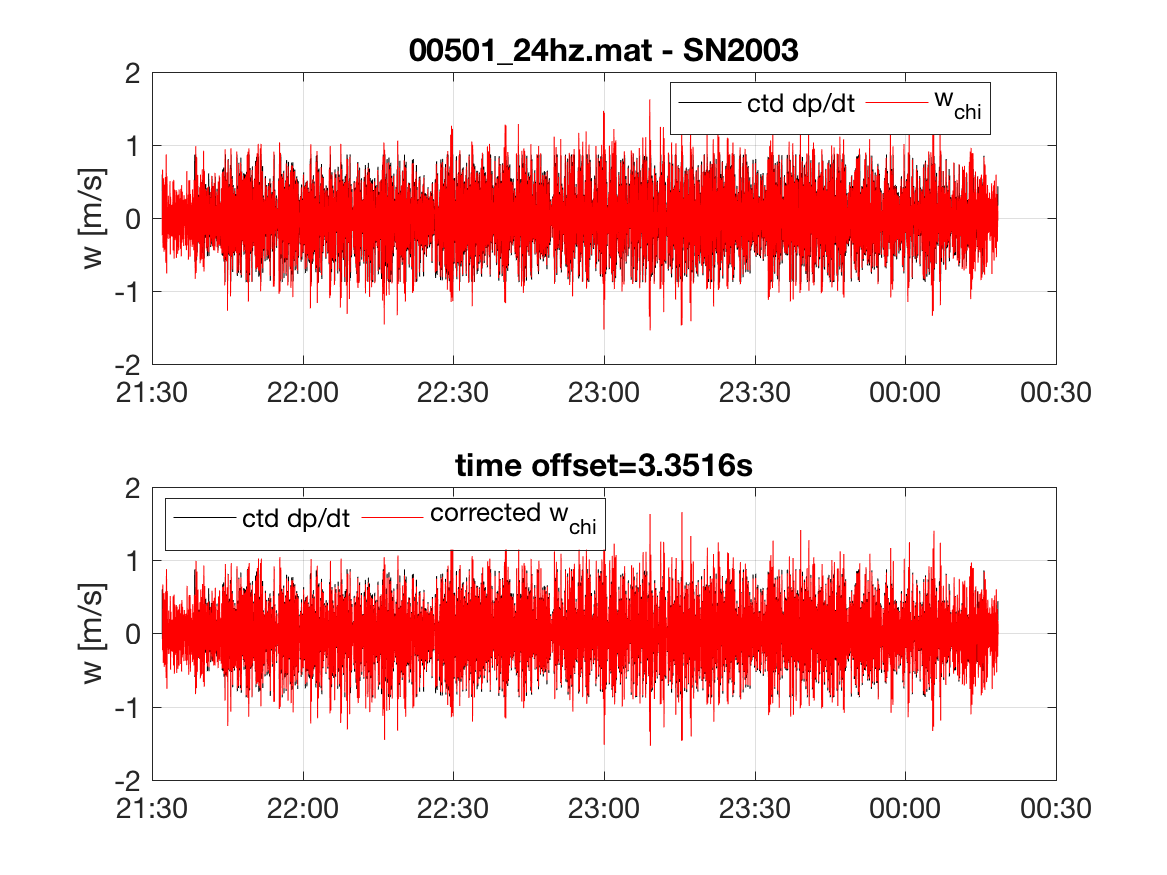 00501_24hz.mat - SN2003
ctd dp/dt w_chi
w [m/s]
2
1
0
-1
-2
21:30 22:00 22:30 23:00 23:30 00:00 00:30
time offset=3.3516s
ctd dp/dt corrected w_chi
w [m/s]
2
1
0
-1
-2
21:30 22:00 22:30 23:00 23:30 00:00 00:30